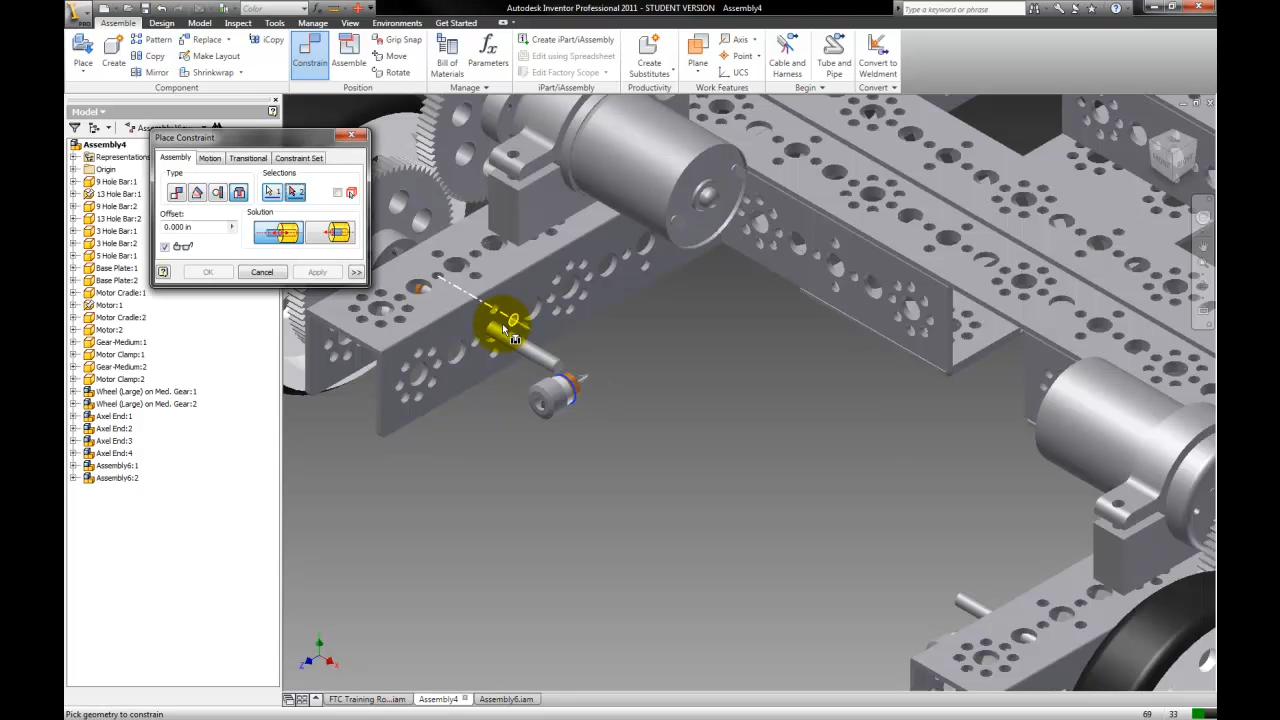 Color
Autodesk Inventor Professional 2011 - STUDENT VERSION Assembly4
Type a keyword or phrase
PRO
Assemble Design Model Inspect Tools Manage View Environments Get Started
Place
Create
Pattern
Copy
Mirror
Replace
Make Layout
Shrinkwrap
iCopy
Component
Constrain
Assemble
Grip Snap
Move
Rotate
Position
Bill of
Materials
Parameters
Manage
Create iPart/iAssembly
Edit using Spreadsheet
Edit Factory Scope
iPart/iAssembly
Create
Substitutes
Productivity
Plane
Axis
Point
UCS
Work Features
Cable and
Harness
Tube and
Pipe
Begin
Convert to
Weldment
Convert
Model
Assembly4
Representations
Origin
9 Hole Bar:1
13 Hole Bar:1
9 Hole Bar:2
13 Hole Bar:2
3 Hole Bar:1
3 Hole Bar:2
5 Hole Bar:1
Base Plate:1
Base Plate:2
Motor Cradle:1
Motor:1
Motor Cradle:2
Motor:2
Gear-Medium:1
Motor Clamp:1
Gear-Medium:2
Motor Clamp:2
Wheel (Large) on Med. Gear:1
Wheel (Large) on Med. Gear:2
Axel End:1
Axel End:2
Axel End:3
Axel End:4
Assembly6:1
Assembly6:2
Place Constraint
Assembly Motion Transitional Constraint Set
Type
Selections
1 2
Offset:
0.000 in
Solution
OK Cancel Apply >>
FTC Training Ro...iam Assembly4 Assembly6.iam
Pick geometry to constrain
69 33